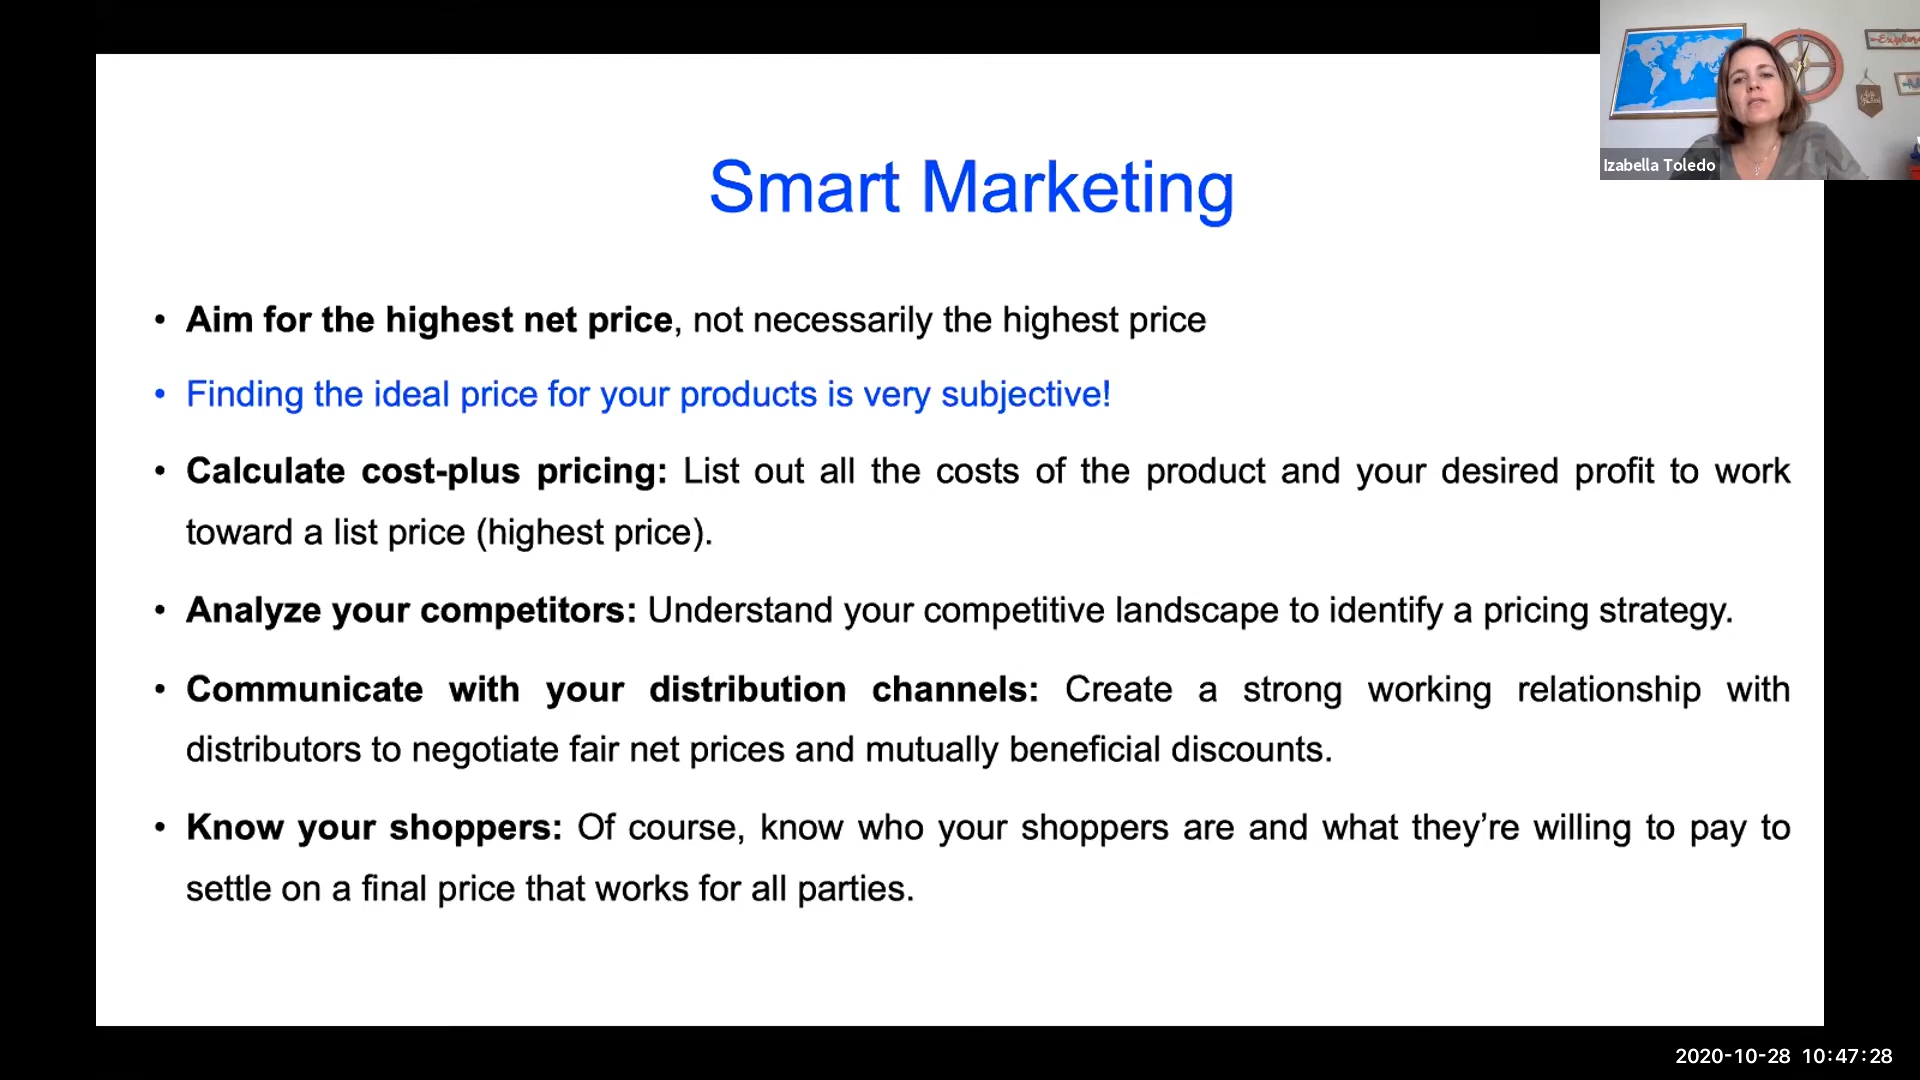 Explore
Izabella Toledo
Smart Marketing
• Aim for the highest net price, not necessarily the highest price
• Finding the ideal price for your products is very subjective!
• Calculate cost-plus pricing: List out all the costs of the product and your desired profit to work
toward a list price (highest price).
• Analyze your competitors: Understand your competitive landscape to identify a pricing strategy.
• Communicate with your distribution channels: Create a strong working relationship with
distributors to negotiate fair net prices and mutually beneficial discounts.
• Know your shoppers: Of course, know who your shoppers are and what they’re willing to pay to
settle on a final price that works for all parties.
2020-10-28 10:47:28